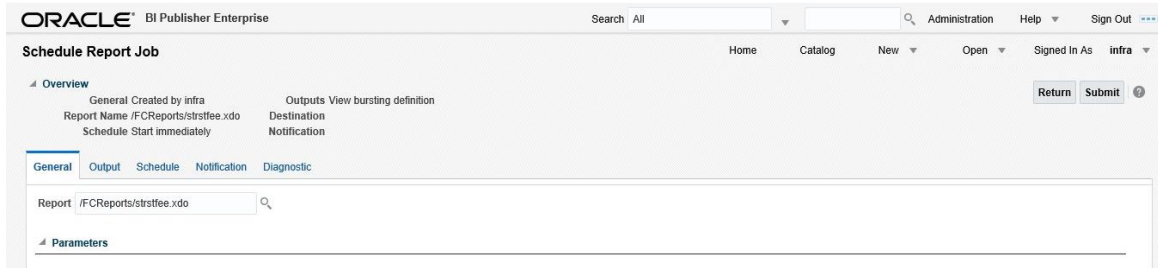 ORACLE® BI Publisher Enterprise Search All Administration Help Sign Out
Schedule Report Job Home Catalog New Open Signed In As infra
Overview
Return Submit ?
General Created by infra Outputs View bursting definition
Report Name /FCReports/strstfee.xdo Destination
Schedule Start immediately Notification
General Output Schedule Notification Diagnostic
Report /FCReports/strstfee.xdo
Parameters